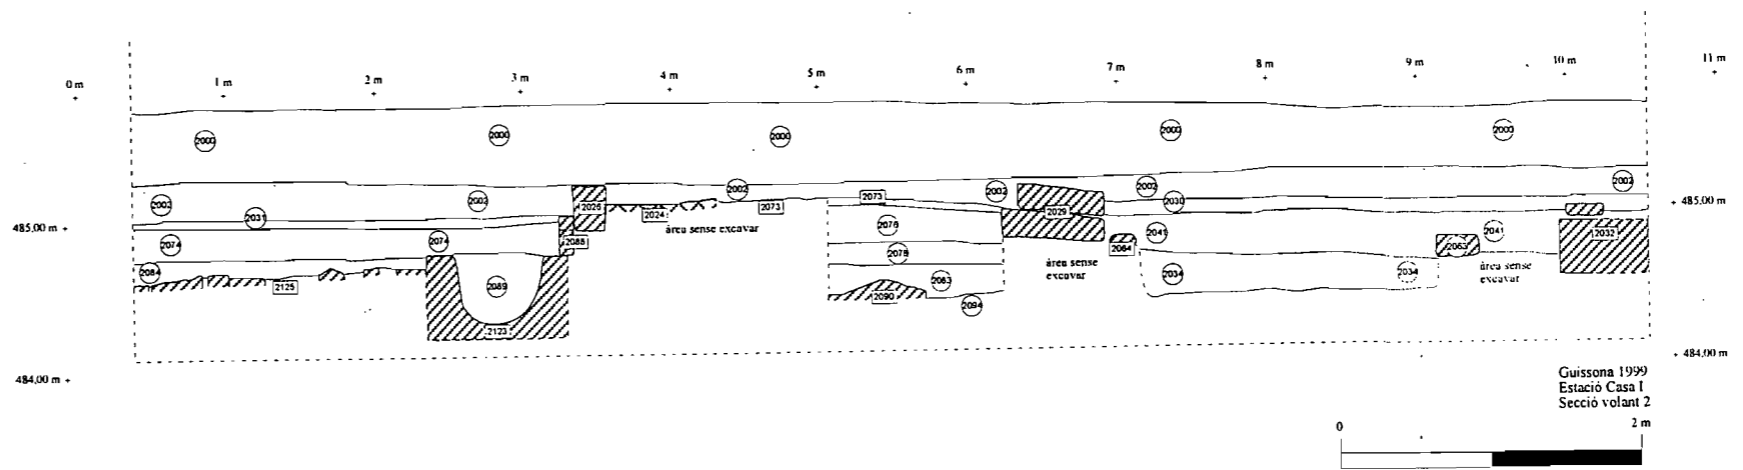 0 m 1 m 2 m 3 m 4 m 5 m 6 m 7 m 8 m 9 m 10 m 11 m
2000 2000 2000 2000 2000
2002 2031 2002 2026 2024 2002 2073 2073 2002 2029 2002 2030 2002
485,00 m 485,00 m
2074 2074 2088 àrea sense excavar 2076 2064 2041 2063 2041 2032
2084 2125 2089 2078 2083 2090 2094
àrea sense
excavar
2034 2034
àrea sense
excavar
2123
484,00 m 484,00 m
Guissona 1999
Estació Casa I
Secció volant 2
0 2 m